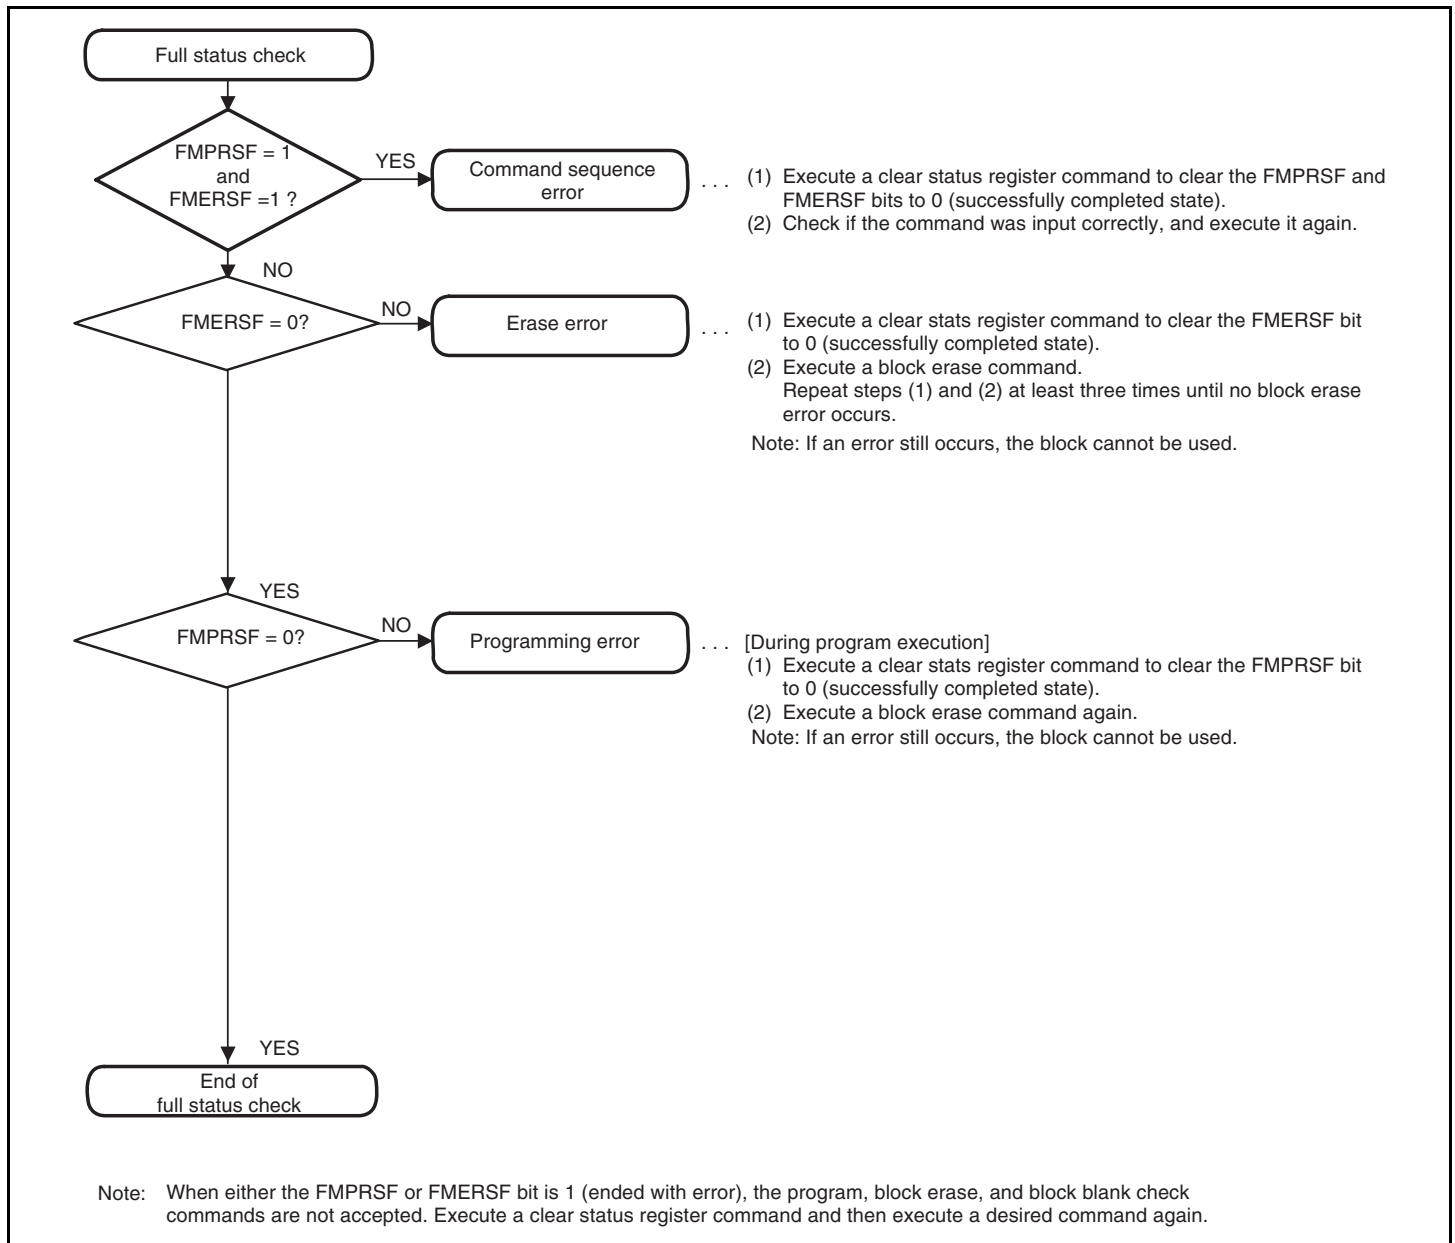 Full status check
FMPRSF = 1
and
FMERSF =1 ?
YES
Command sequence
error
. . .
(1) Execute a clear status register command to clear the FMPRSF and
FMERSF bits to 0 (successfully completed state).
(2) Check if the command was input correctly, and execute it again.
NO
FMERSF = 0?
NO
Erase error
. . .
(1) Execute a clear stats register command to clear the FMERSF bit
to 0 (successfully completed state).
(2) Execute a block erase command.
Repeat steps (1) and (2) at least three times until no block erase
error occurs.
Note: If an error still occurs, the block cannot be used.
YES
FMPRSF = 0?
NO
Programming error
. . .
[During program execution]
(1) Execute a clear stats register command to clear the FMPRSF bit
to 0 (successfully completed state).
(2) Execute a block erase command again.
Note: If an error still occurs, the block cannot be used.
YES
End of
full status check
Note: When either the FMPRSF or FMERSF bit is 1 (ended with error), the program, block erase, and block blank check
commands are not accepted. Execute a clear status register command and then execute a desired command again.